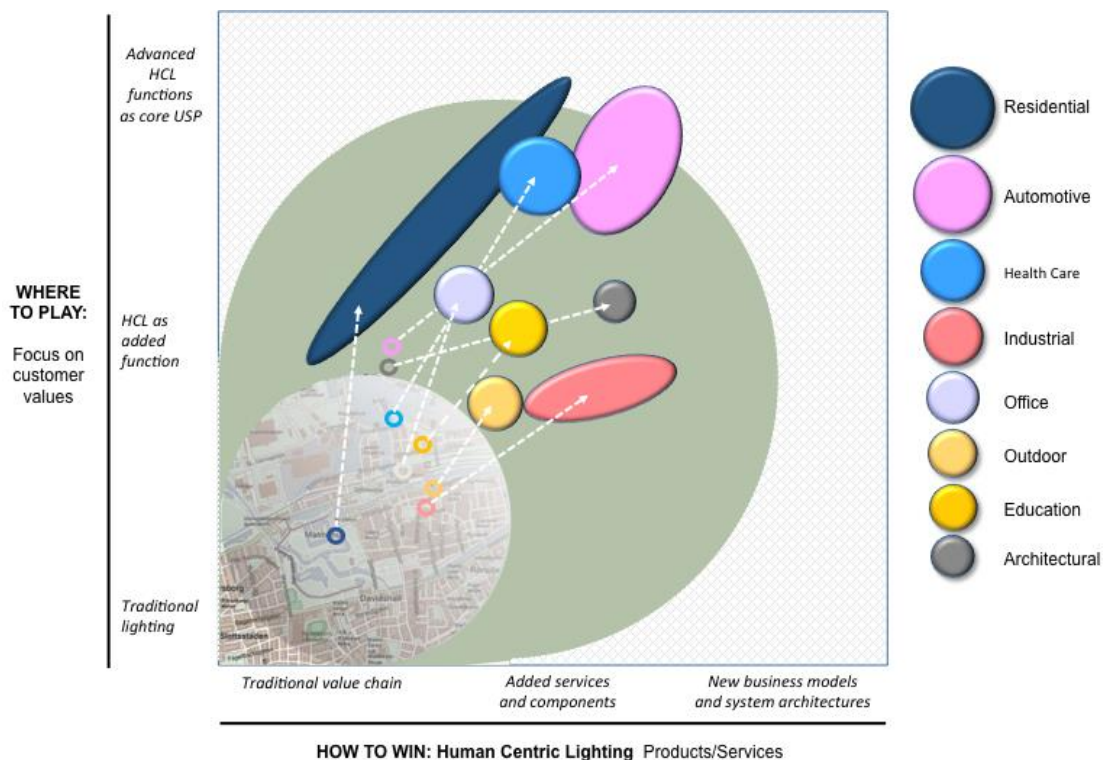 Advanced
HCL
functions
as core USP
WHERE
TO PLAY:
Focus on
customer
values
HCL as
added
function
Traditional
lighting
Residential
Automotive
Health Care
Industrial
Office
Outdoor
Education
Architectural
Davidshall
Slottsstaden
Traditional value chain
Added services
and components
New business models
and system architectures
HOW TO WIN: Human Centric Lighting Products/Services